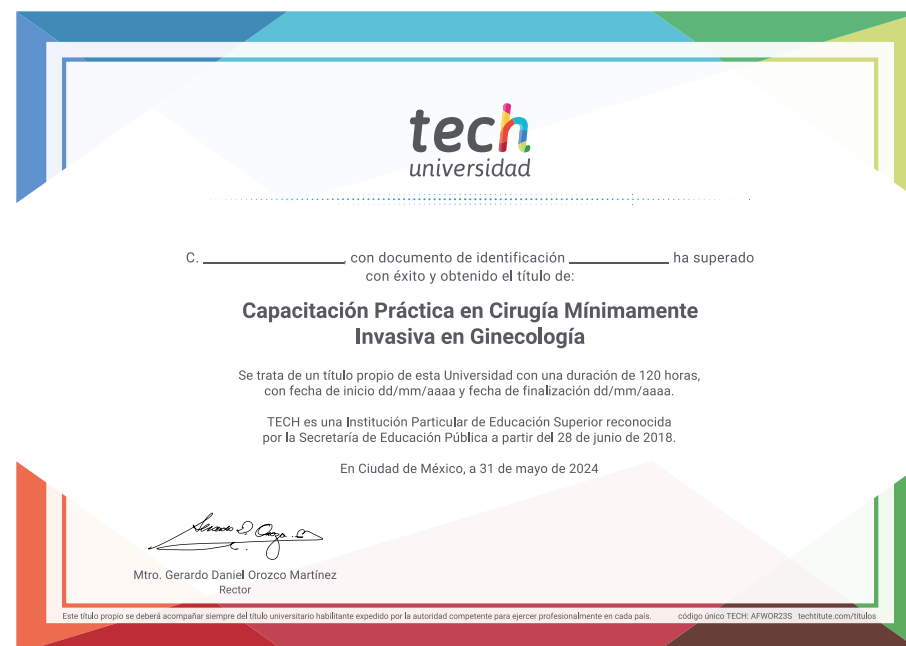 tech
universidad
C. ____________________, con documento de identificación ______________ ha superado
con éxito y obtenido el título de:
Capacitación Práctica en Cirugía Mínimamente
Invasiva en Ginecología
Se trata de un título propio de esta Universidad con una duración de 120 horas,
con fecha de inicio dd/mm/aaaa y fecha de finalización dd/mm/aaaa.
TECH es una Institución Particular de Educación Superior reconocida
por la Secretaría de Educación Pública a partir del 28 de junio de 2018.
En Ciudad de México, a 31 de mayo de 2024
Mtro. Gerardo Daniel Orozco Martínez
Rector
Este título propio se deberá acompañar siempre del título universitario habilitante expedido por la autoridad competente para ejercer profesionalmente en cada país. código único TECH: AFWOR23S techtitute.com/titulos